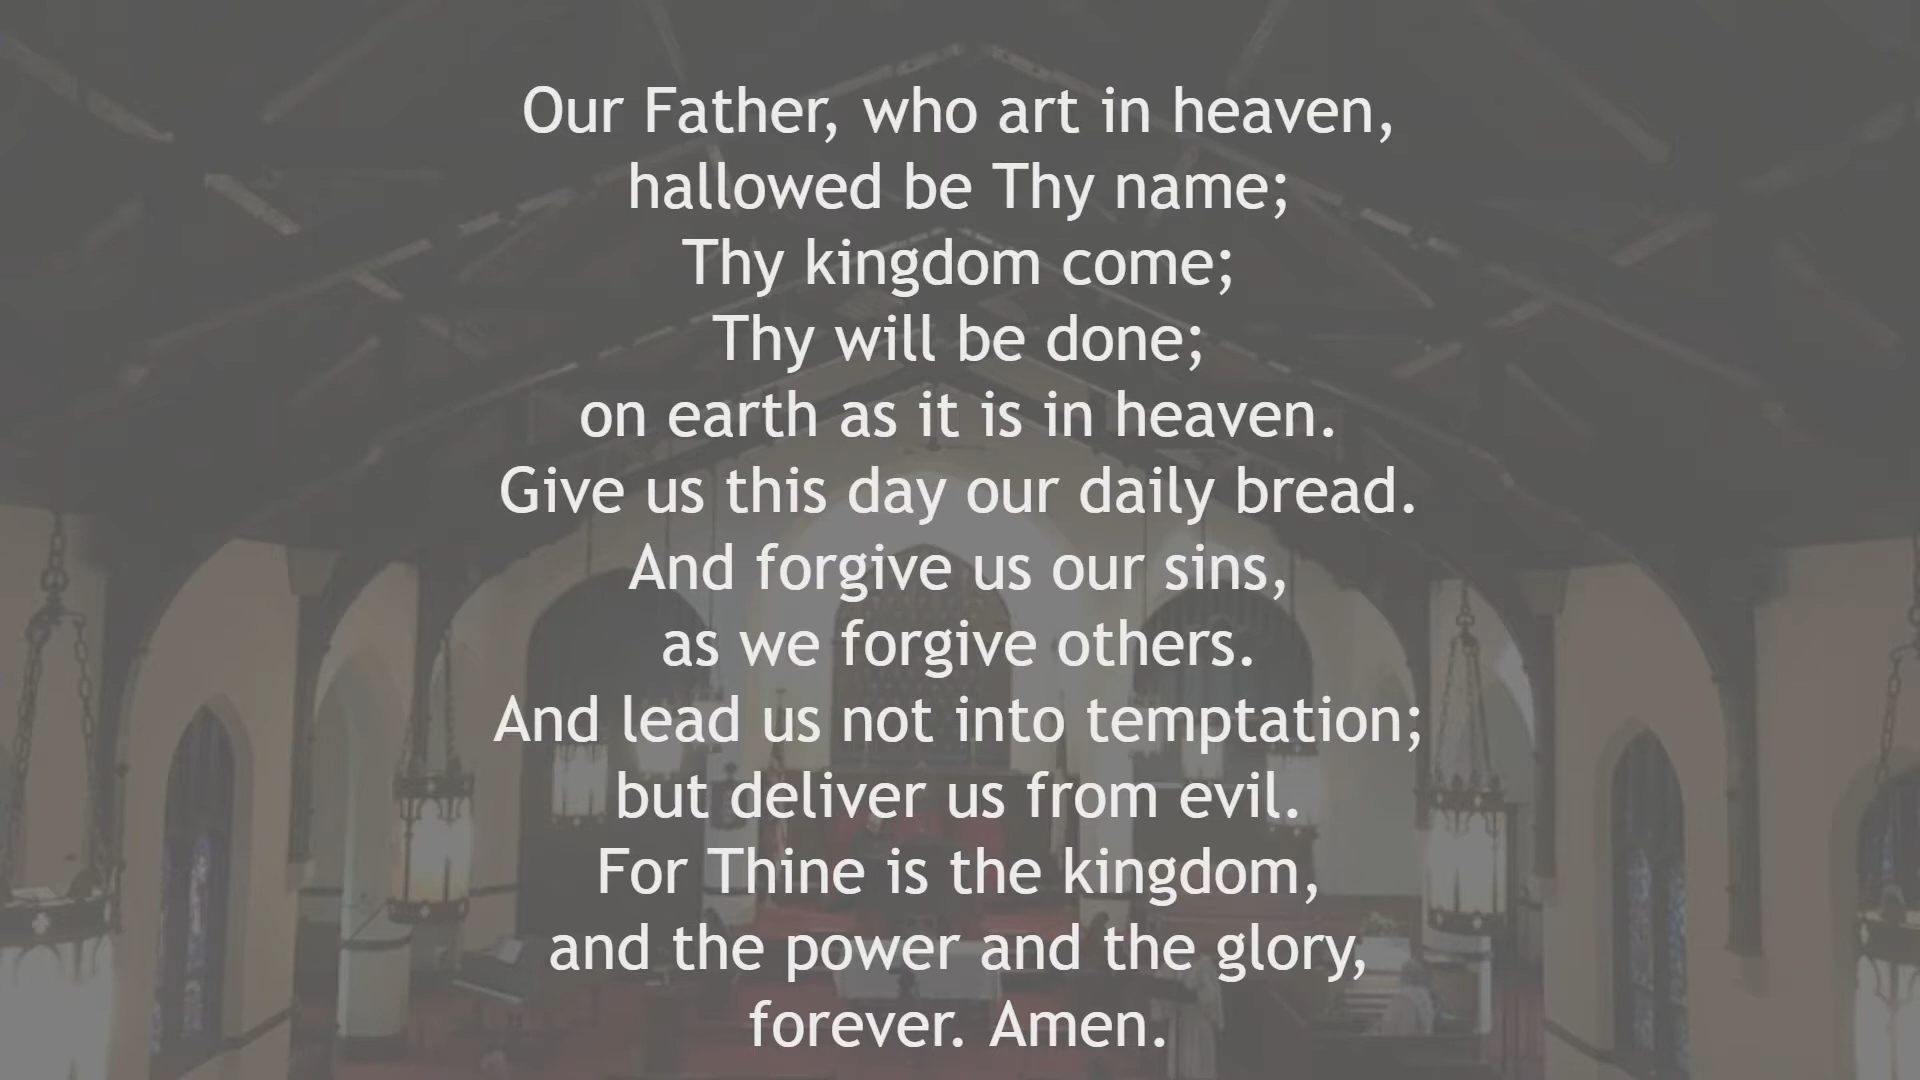 Our Father, who art in heaven,
hallowed be Thy name;
Thy kingdom come;
Thy will be done;
on earth as it is in heaven.
Give us this day our daily bread.
And forgive us our sins,
as we forgive others.
And lead us not into temptation;
but deliver us from evil.
For Thine is the kingdom,
and the power and the glory,
forever. Amen.